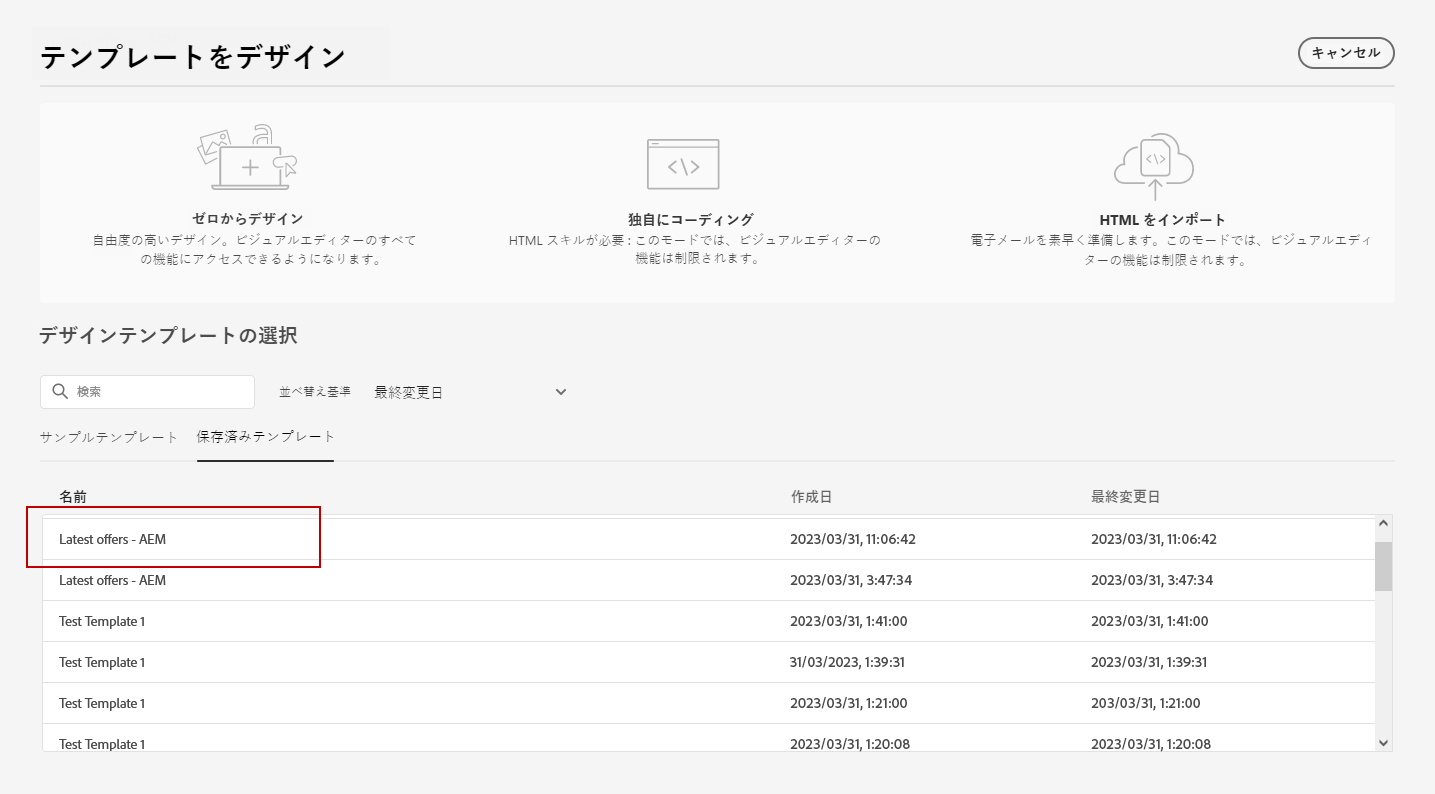 テンプレートをデザイン
キャンセル
ゼロからデザイン
自由度の高いデザイン。ビジュアルエディターのすべて
の機能にアクセスできるようになります。
独自にコーディング
HTML スキルが必要 : このモードでは、ビジュアルエディターの
機能は制限されます。
HTML をインポート
電子メールを素早く準備します。このモードでは、ビジュアルエディ
ターの機能は制限されます。
デザインテンプレートの選択
検索 並べ替え基準 最終変更日
サンプルテンプレート 保存済みテンプレート
名前 作成日 最終変更日
Latest offers - AEM 2023/03/31, 11:06:42 2023/03/31, 11:06:42
Latest offers - AEM 2023/03/31, 3:47:34 2023/03/31, 3:47:34
Test Template 1 2023/03/31, 1:41:00 2023/03/31, 1:41:00
Test Template 1 31/03/2023, 1:39:31 2023/03/31, 1:39:31
Test Template 1 2023/03/31, 1:21:00 203/03/31, 1:21:00
Test Template 1 2023/03/31, 1:20:08 2023/03/31, 1:20:08